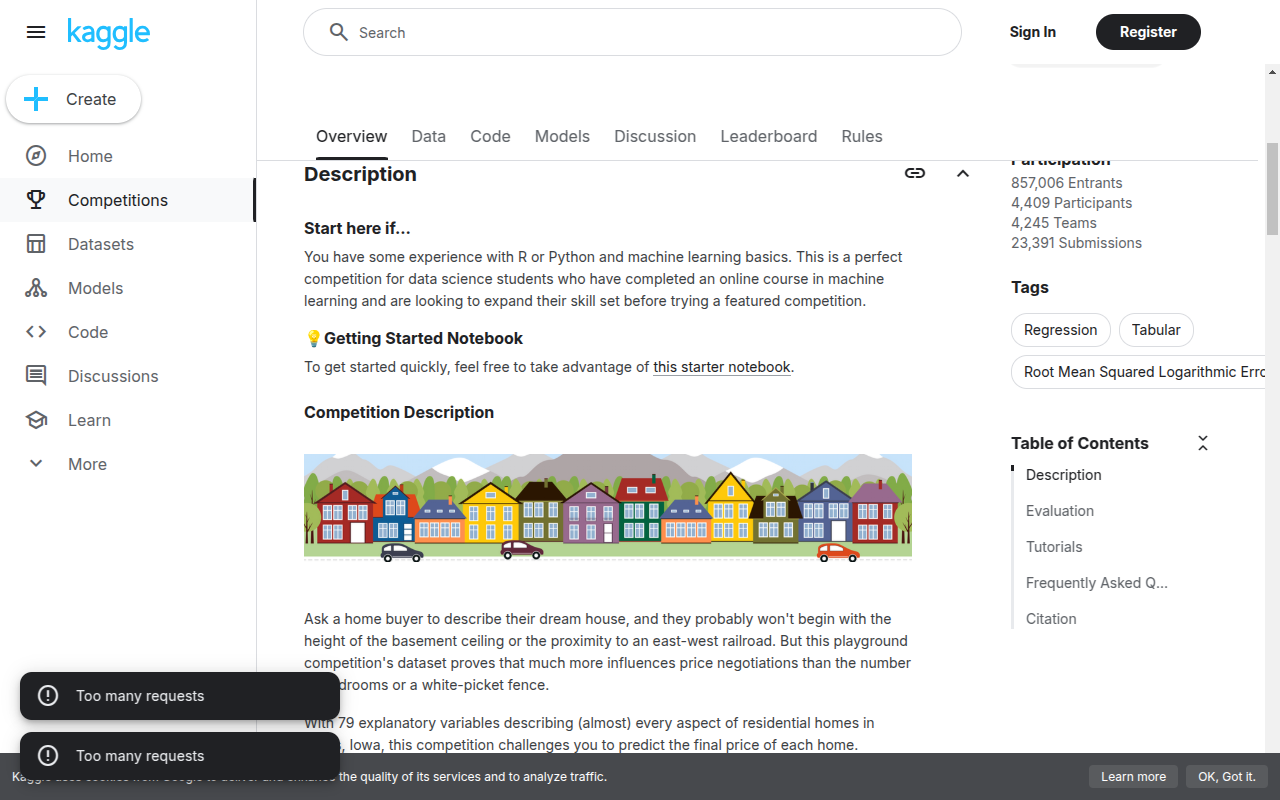 kaggle
Search
Sign In
Register
Create
Home
Competitions
Datasets
Models
Code
Discussions
Learn
More
Overview
Data
Code
Models
Discussion
Leaderboard
Rules
Description
Start here if...
You have some experience with R or Python and machine learning basics. This is a perfect
competition for data science students who have completed an online course in machine
learning and are looking to expand their skill set before trying a featured competition.
💡Getting Started Notebook
To get started quickly, feel free to take advantage of this starter notebook.
Competition Description
Ask a home buyer to describe their dream house, and they probably won't begin with the
height of the basement ceiling or the proximity to an east-west railroad. But this playground
competition's dataset proves that much more influences price negotiations than the number
drooms or a white-picket fence.
With 79 explanatory variables describing (almost) every aspect of residential homes in
Iowa, this competition challenges you to predict the final price of each home.
Participation
857,006 Entrants
4,409 Participants
4,245 Teams
23,391 Submissions
Tags
Regression
Tabular
Root Mean Squared Logarithmic Erro
Table of Contents
Description
Evaluation
Tutorials
Frequently Asked Q...
Citation
Too many requests
Too many requests
the quality of its services and to analyze traffic.
Learn more
OK, Got it.